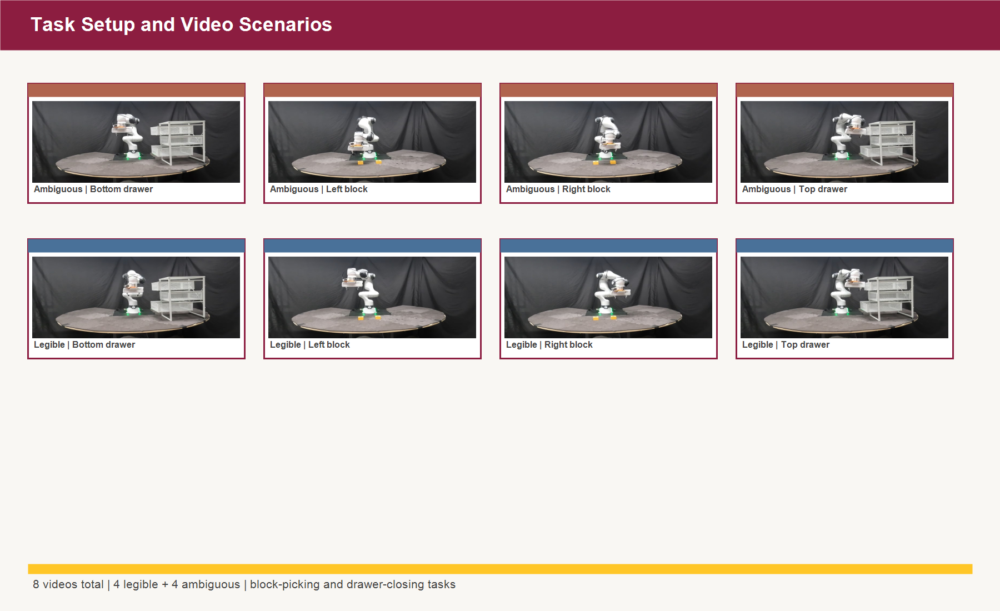 Task Setup and Video Scenarios
Ambiguous | Bottom drawer
Ambiguous | Left block
Ambiguous | Right block
Ambiguous | Top drawer
Legible | Bottom drawer
Legible | Left block
Legible | Right block
Legible | Top drawer
8 videos total | 4 legible + 4 ambiguous | block-picking and drawer-closing tasks